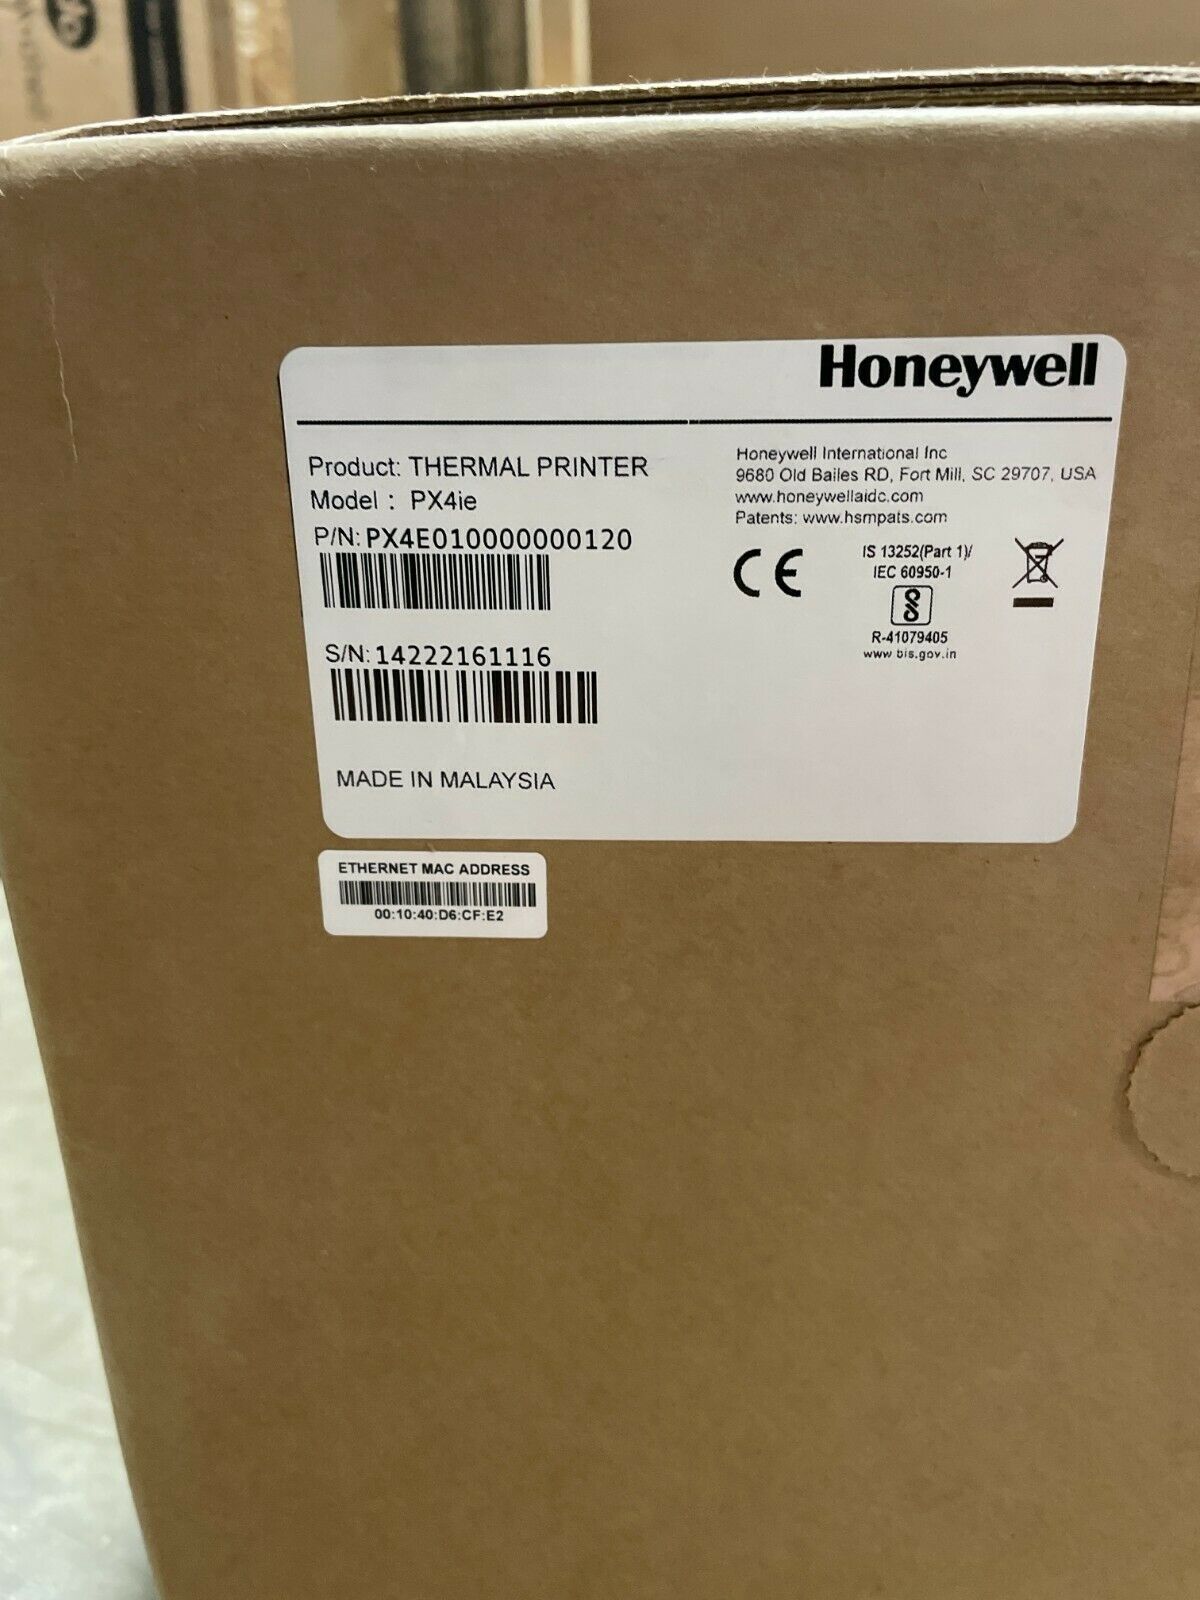 Honeywell
Product: THERMAL PRINTER
Model : PX4ie
P/N: PX4E010000000120
S/N: 14222161116
MADE IN MALAYSIA
Honeywell International Inc
9680 Old Bailes RD, Fort Mill, SC 29707, USA
www.honeywellaidc.com
Patents: www.hsmpats.com
CE
IS 13252(Part 1)/
IEC 60950-1
R-41079405
www.bis.gov.in
ETHERNET MAC ADDRESS
00:10:40:D6:CF:E2